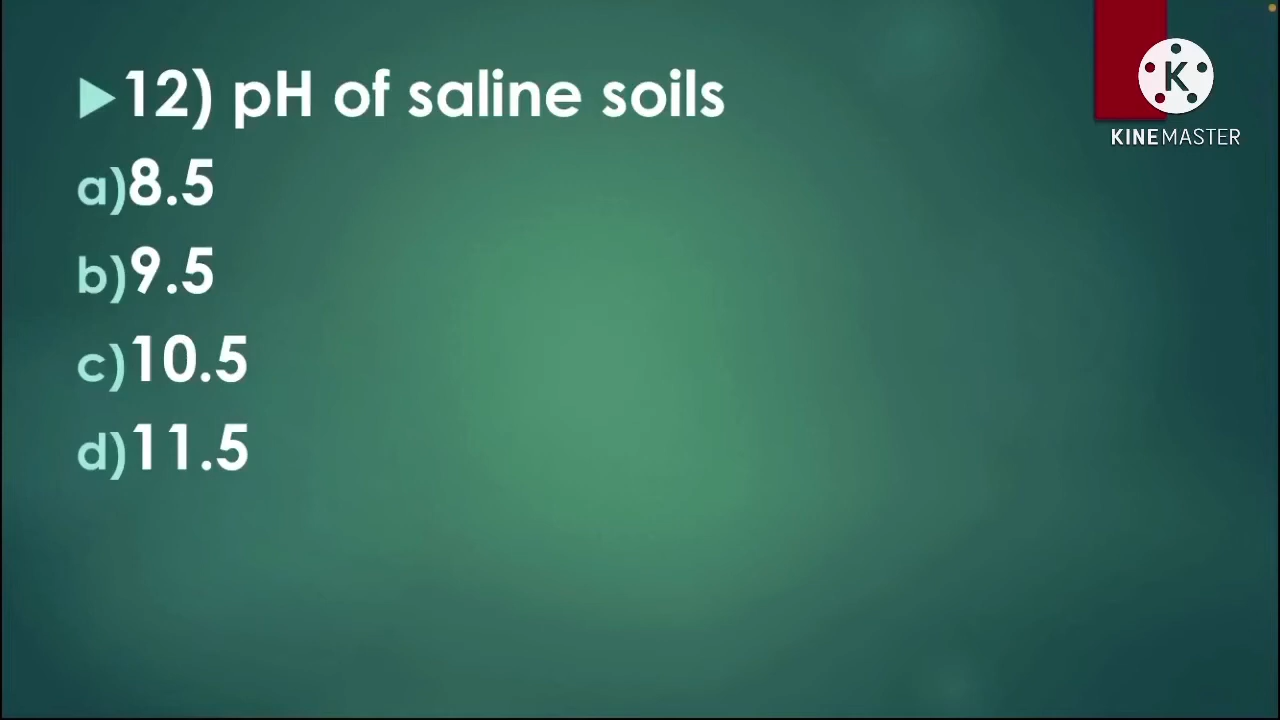 12) pH of saline soils
a)8.5
b)9.5
c)10.5
d)11.5
K
KINEMASTER